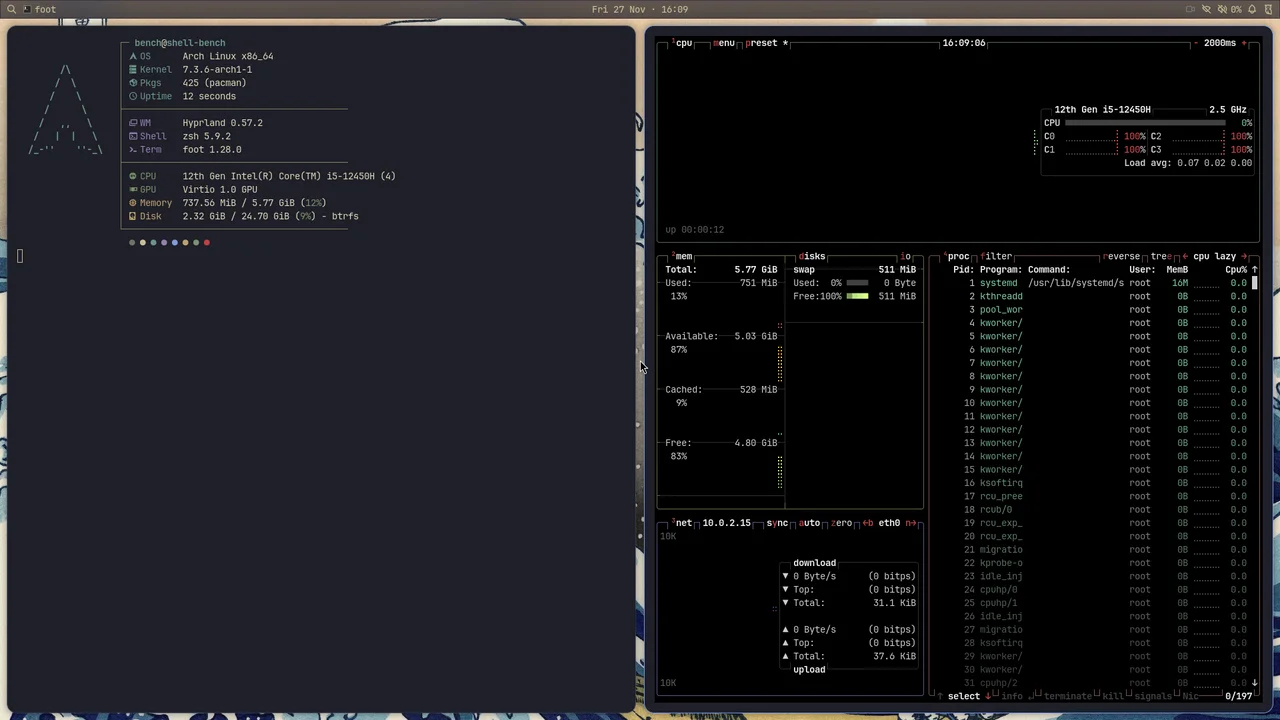 foot
Fri 27 Nov · 16:09
0%
bench@shell-bench
OS Arch Linux x86_64
Kernel 7.3.6-arch1-1
Pkgs 425 (pacman)
Uptime 12 seconds
WM Hyprland 0.57.2
Shell zsh 5.9.2
Term foot 1.28.0
CPU 12th Gen Intel(R) Core(TM) i5-12450H (4)
GPU Virtio 1.0 GPU
Memory 737.56 MiB / 5.77 GiB (12%)
Disk 2.32 GiB / 24.70 GiB (9%) - btrfs
¹cpu menu preset * 16:09:06 - 2000ms +
12th Gen i5-12450H 2.5 GHz
CPU 0%
C0 100% C2 100%
C1 100% C3 100%
Load avg: 0.07 0.02 0.00
up 00:00:12
²mem disks io
Total: 5.77 GiB swap 511 MiB
Used: 751 MiB Used: 0% 0 Byte
13% Free:100% 511 MiB
Available: 5.03 GiB
87%
Cached: 528 MiB
9%
Free: 4.80 GiB
83%
³net 10.0.2.15 sync auto zero ←b eth0 n→
10K
download
▼ 0 Byte/s (0 bitps)
▼ Top: (0 bitps)
▼ Total: 31.1 KiB
▲ 0 Byte/s (0 bitps)
▲ Top: (0 bitps)
▲ Total: 37.6 KiB
upload
10K
⁴proc filter reverse tree ← cpu lazy →
Pid: Program: Command: User: MemB Cpu% ↑
1 systemd /usr/lib/systemd/s root 16M 0.0
2 kthreadd root 0B 0.0
3 pool_wor root 0B 0.0
4 kworker/ root 0B 0.0
5 kworker/ root 0B 0.0
6 kworker/ root 0B 0.0
7 kworker/ root 0B 0.0
8 kworker/ root 0B 0.0
9 kworker/ root 0B 0.0
10 kworker/ root 0B 0.0
11 kworker/ root 0B 0.0
12 kworker/ root 0B 0.0
13 kworker/ root 0B 0.0
14 kworker/ root 0B 0.0
15 kworker/ root 0B 0.0
16 ksoftirq root 0B 0.0
17 rcu_pree root 0B 0.0
18 rcub/0 root 0B 0.0
19 rcu_exp_ root 0B 0.0
20 rcu_exp_ root 0B 0.0
21 migratio root 0B 0.0
22 kprobe-o root 0B 0.0
23 idle_inj root 0B 0.0
24 cpuhp/0 root 0B 0.0
25 cpuhp/1 root 0B 0.0
26 idle_inj root 0B 0.0
27 migratio root 0B 0.0
28 ksoftirq root 0B 0.0
29 kworker/ root 0B 0.0
30 kworker/ root 0B 0.0
31 cpuhp/2 root 0B 0.0 ↓
↑ select ↓ info ↵ terminate kill signals Nic 0/197